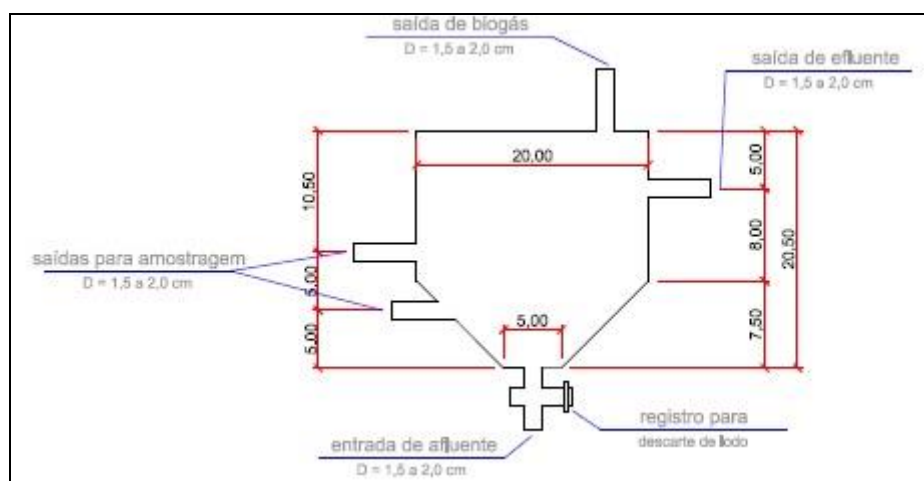 saída de biogás
D = 1,5 a 2,0 cm
saída de efluente
D = 1,5 a 2,0 cm
20,00
5,00
10,50
8,00
20,50
saídas para amostragem
D = 1,5 a 2,0 cm
5,00
5,00
5,00
7,50
registro para
descarte de lodo
entrada de afluente
D = 1,5 a 2,0 cm